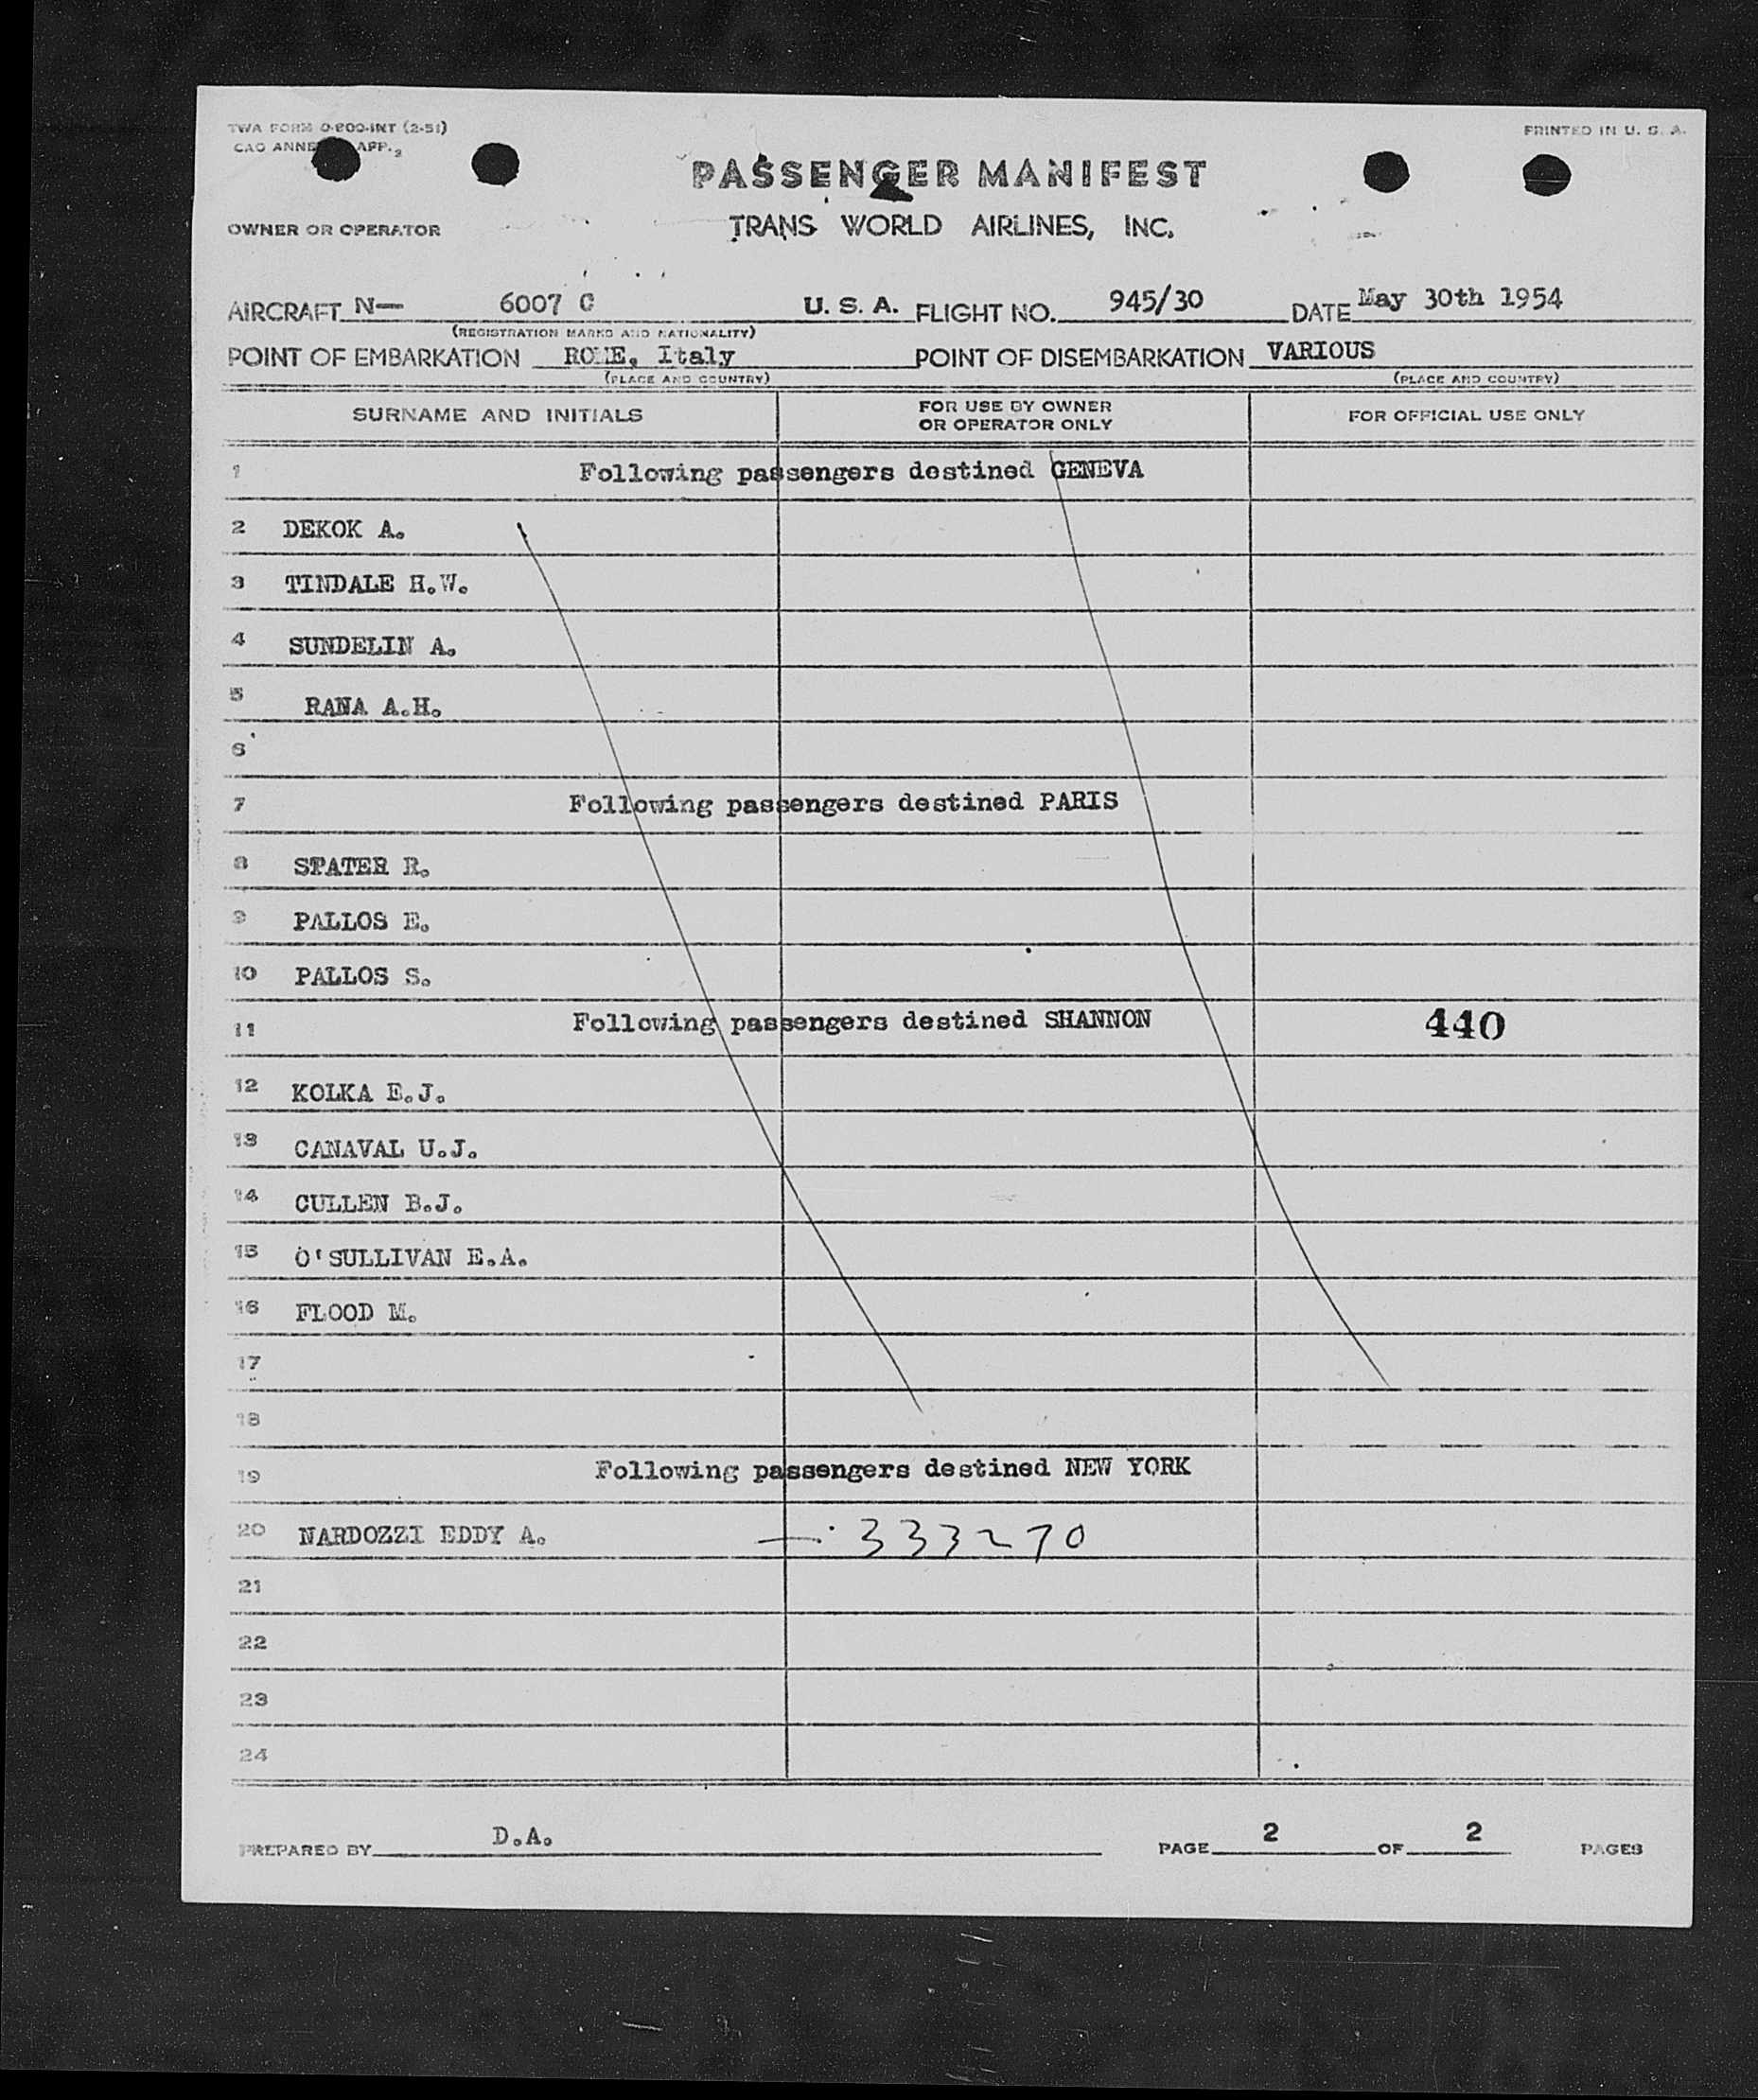 TWA FORM O-800-INT (2-51)
PRINTED IN U. S. A.
CAO ANNE APP. 2
PASSENGER MANIFEST
OWNER OR OPERATOR TRANS WORLD AIRLINES, INC.
AIRCRAFT N— 6007 C U. S. A. FLIGHT NO. 945/30 DATE May 30th 1954
(REGISTRATION MARKS AND NATIONALITY)
POINT OF EMBARKATION ROME, Italy POINT OF DISEMBARKATION VARIOUS
(PLACE AND COUNTRY) (PLACE AND COUNTRY)
SURNAME AND INITIALS FOR USE BY OWNER OR OPERATOR ONLY FOR OFFICIAL USE ONLY
1 Following passengers destined GENEVA
2 DEKOK A.
3 TINDALE H.W.
4 SUNDELIN A.
5 RANA A.H.
6
7 Following passengers destined PARIS
8 STATER R.
9 PALLOS E.
10 PALLOS S.
11 Following passengers destined SHANNON 440
12 KOLKA E.J.
13 CANAVAL U.J.
14 CULLEN B.J.
15 O'SULLIVAN E.A.
16 FLOOD M.
17
18
19 Following passengers destined NEW YORK
20 NARDOZZI EDDY A. — 333270
21
22
23
24
PREPARED BY D.A. PAGE 2 OF 2 PAGES